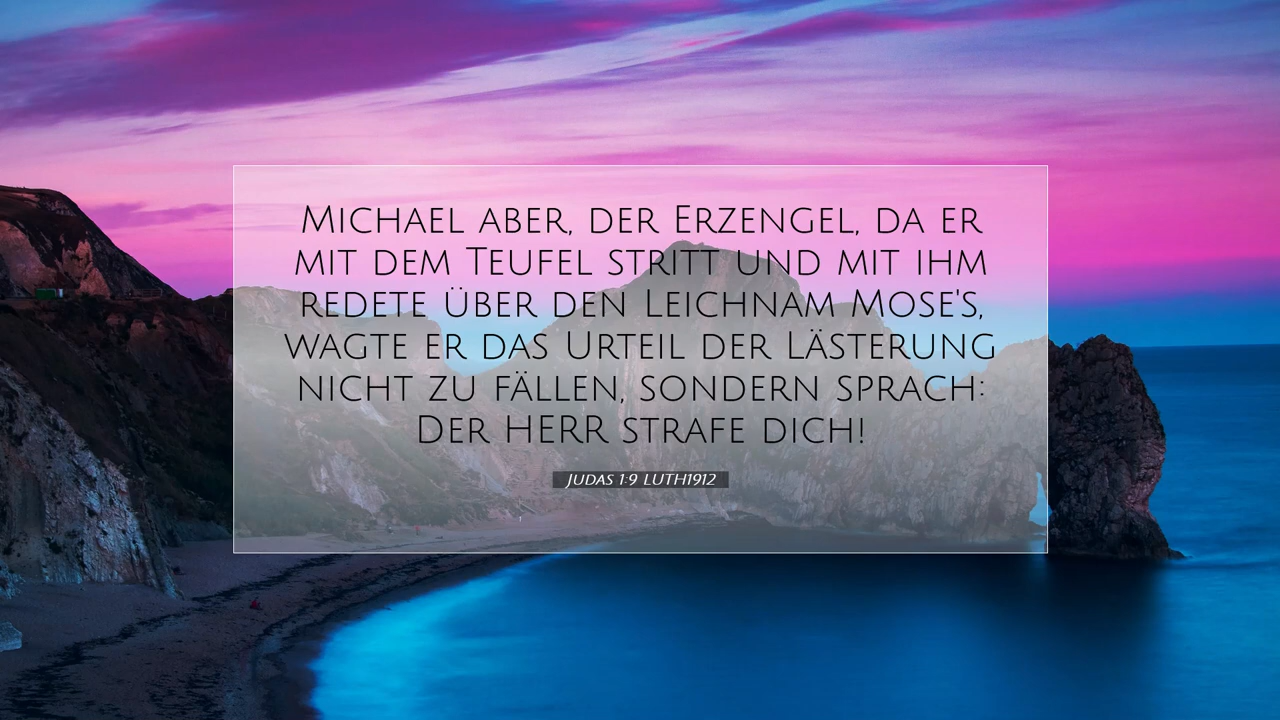 Michael aber, der Erzengel, da er
mit dem Teufel stritt und mit ihm
redete über den Leichnam Mose's,
wagte er das Urteil der Lästerung
nicht zu fällen, sondern sprach:
Der HERR strafe dich!
JUDAS 1:9 LUTH1912